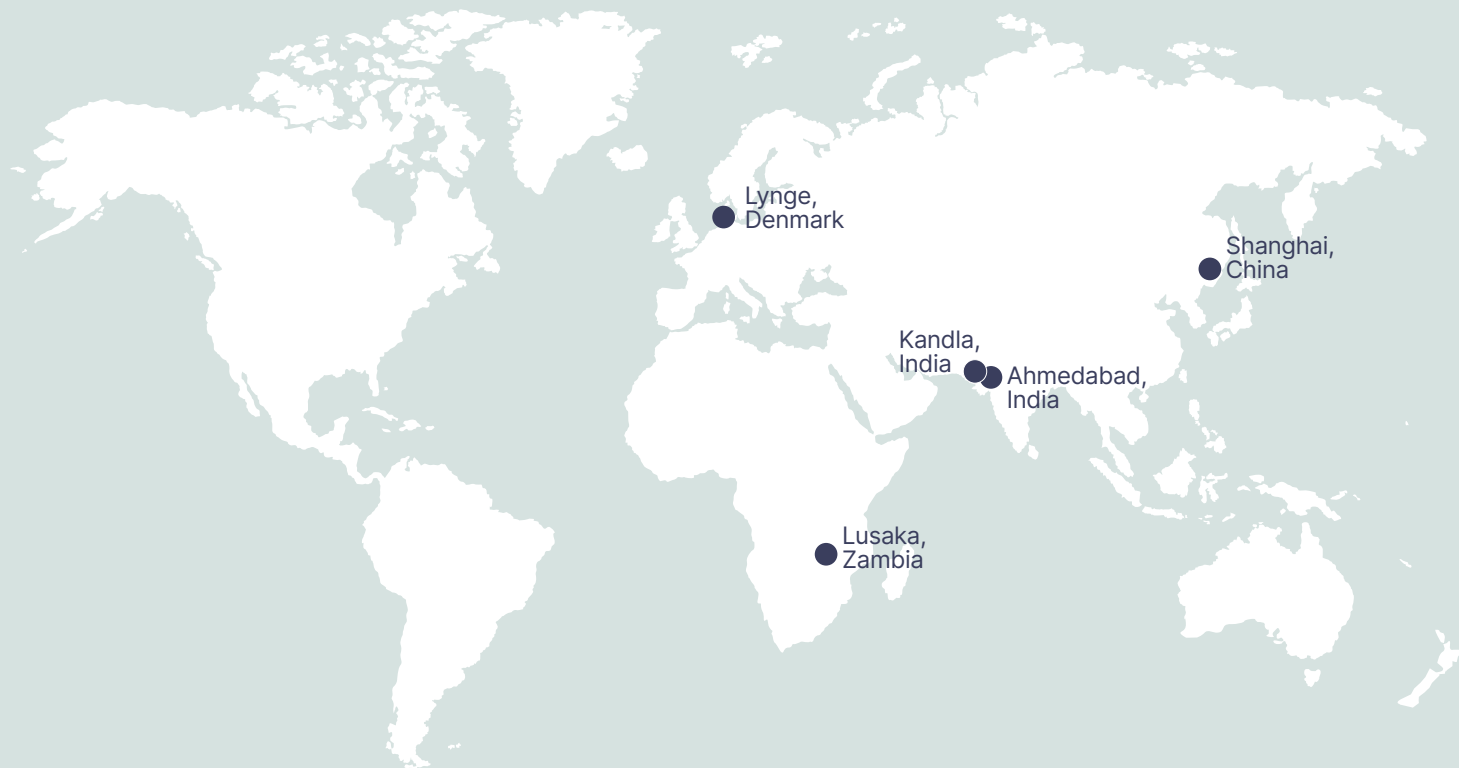 Lynge,
Denmark
Shanghai,
China
Kandla,
India
Ahmedabad,
India
Lusaka,
Zambia